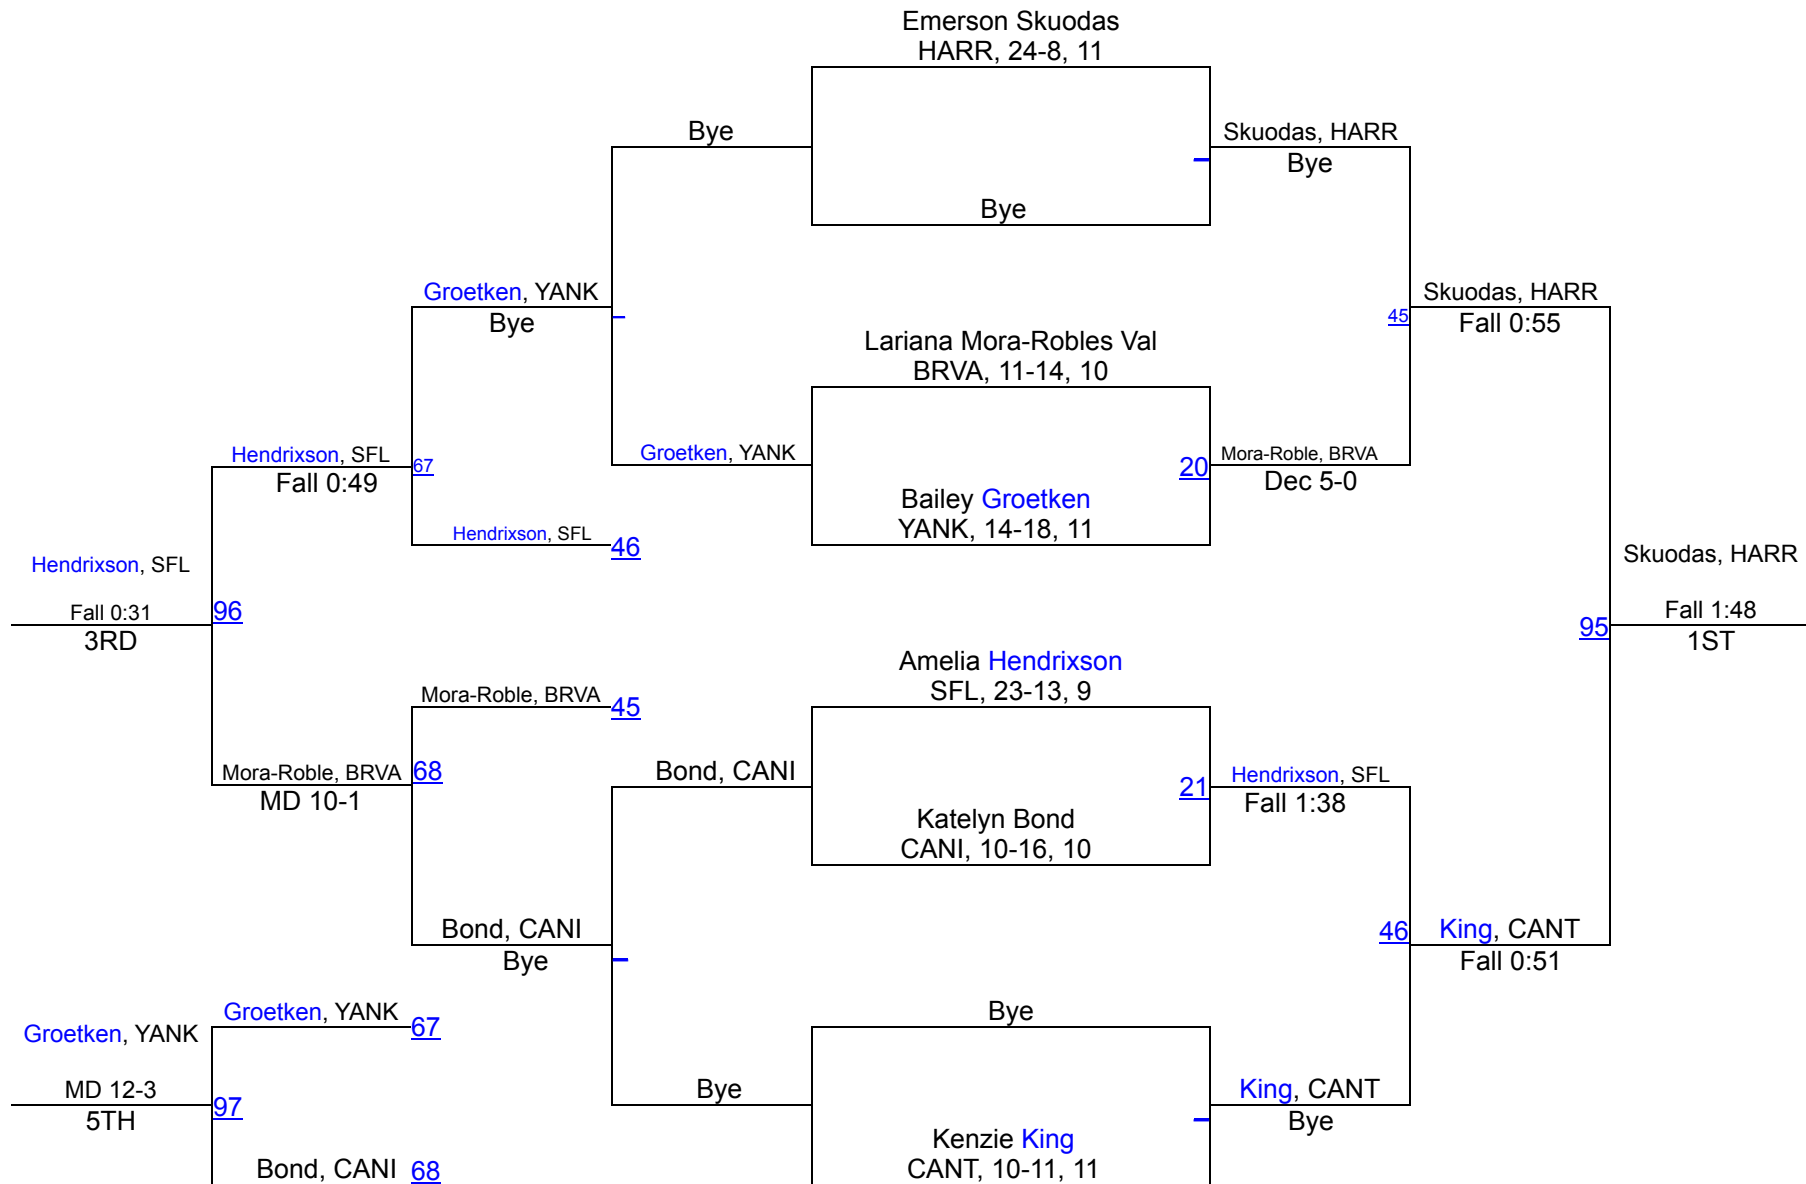 Emerson Skuodas
HARR, 24-8, 11
Bye
Skuodas, HARR
Bye
Bye
Groetken, YANK
Bye
Skuodas, HARR
45
Fall 0:55
Lariana Mora-Robles Val
BRVA, 11-14, 10
Hendrixson, SFL
67
Fall 0:49
Groetken, YANK
20
Mora-Roble, BRVA
Dec 5-0
Bailey Groetken
YANK, 14-18, 11
Hendrixson, SFL
46
Hendrixson, SFL
Fall 0:31
96
3RD
Skuodas, HARR
95
Fall 1:48
1ST
Amelia Hendrixson
SFL, 23-13, 9
Mora-Roble, BRVA
45
Mora-Roble, BRVA
68
MD 10-1
Bond, CANI
21
Hendrixson, SFL
Fall 1:38
Katelyn Bond
CANI, 10-16, 10
Bond, CANI
Bye
46
King, CANT
Fall 0:51
Groetken, YANK
67
Groetken, YANK
MD 12-3
97
5TH
Bye
Bye
King, CANT
Bye
Kenzie King
CANT, 10-11, 11
Bond, CANI
68